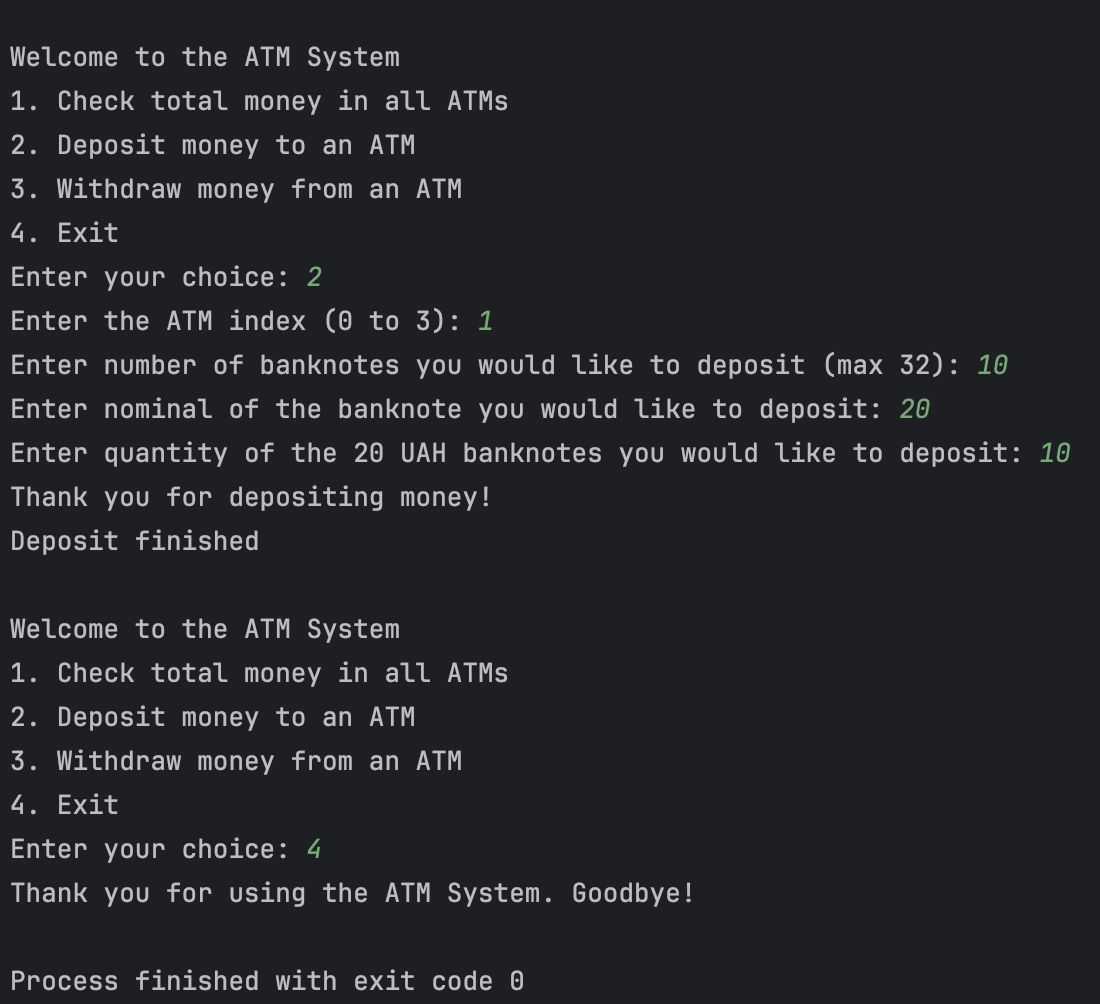 Welcome to the ATM System
1. Check total money in all ATMs
2. Deposit money to an ATM
3. Withdraw money from an ATM
4. Exit
Enter your choice: 2
Enter the ATM index (0 to 3): 1
Enter number of banknotes you would like to deposit (max 32): 10
Enter nominal of the banknote you would like to deposit: 20
Enter quantity of the 20 UAH banknotes you would like to deposit: 10
Thank you for depositing money!
Deposit finished
Welcome to the ATM System
1. Check total money in all ATMs
2. Deposit money to an ATM
3. Withdraw money from an ATM
4. Exit
Enter your choice: 4
Thank you for using the ATM System. Goodbye!
Process finished with exit code 0